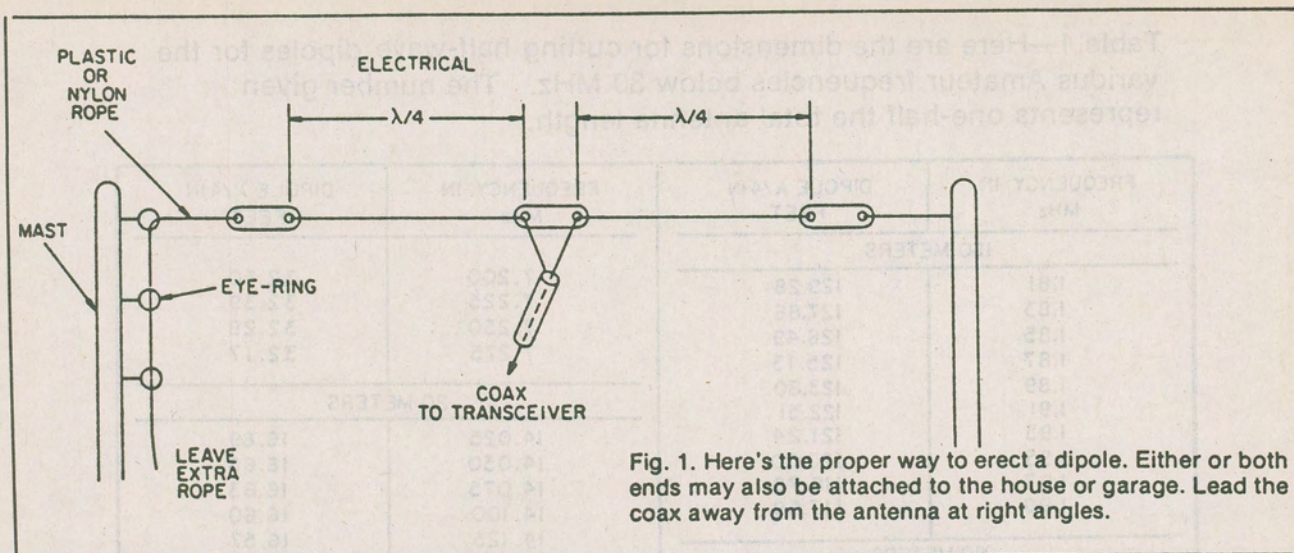 PLASTIC
OR
NYLON
ROPE
ELECTRICAL
λ/4
λ/4
MAST
EYE-RING
COAX
TO TRANSCEIVER
LEAVE
EXTRA
ROPE
Fig. 1. Here's the proper way to erect a dipole. Either or both
ends may also be attached to the house or garage. Lead the
coax away from the antenna at right angles.